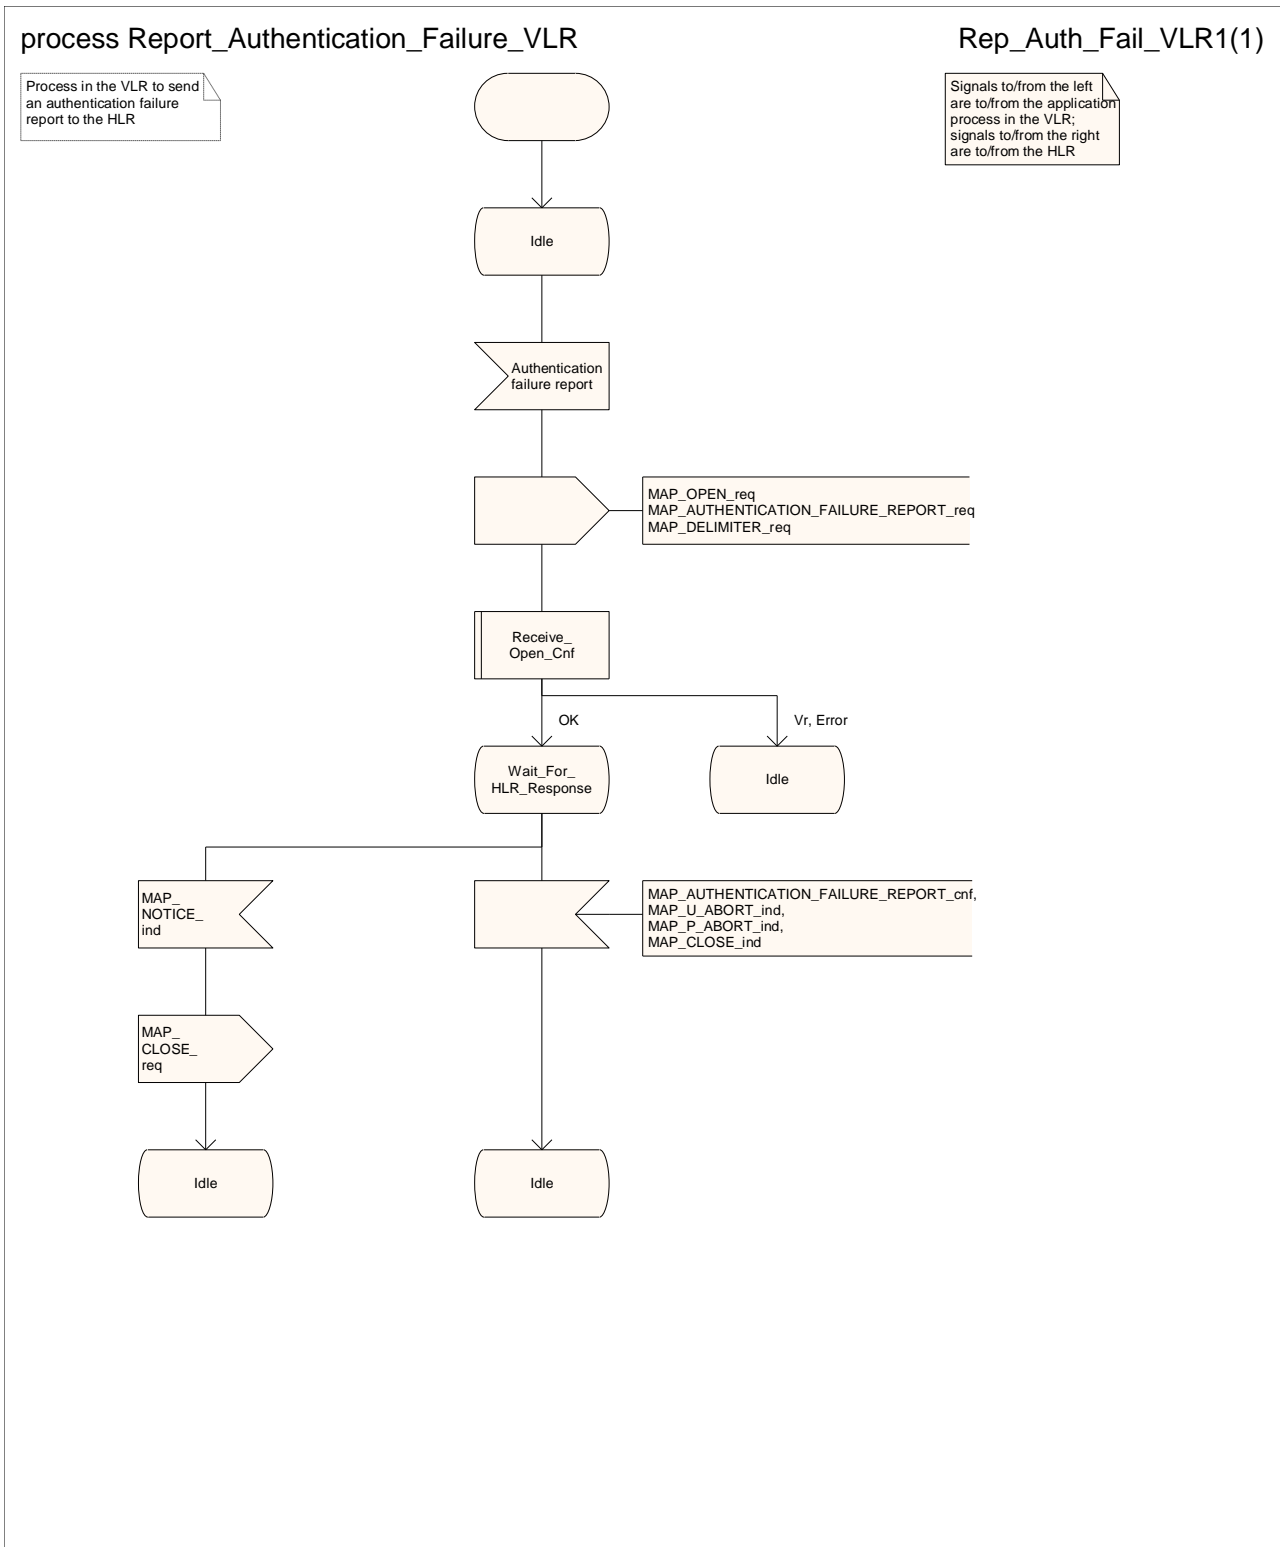 process Report_Authentication_Failure_VLR
Rep_Auth_Fail_VLR1(1)
Process in the VLR to send
an authentication failure
report to the HLR
Signals to/from the left
are to/from the application
process in the VLR;
signals to/from the right
are to/from the HLR
Idle
Authentication
failure report
MAP_OPEN_req
MAP_AUTHENTICATION_FAILURE_REPORT_req
MAP_DELIMITER_req
Receive_
Open_Cnf
OK
Vr, Error
Wait_For_
HLR_Response
Idle
MAP_
NOTICE_
ind
MAP_AUTHENTICATION_FAILURE_REPORT_cnf,
MAP_U_ABORT_ind,
MAP_P_ABORT_ind,
MAP_CLOSE_ind
MAP_
CLOSE_
req
Idle
Idle